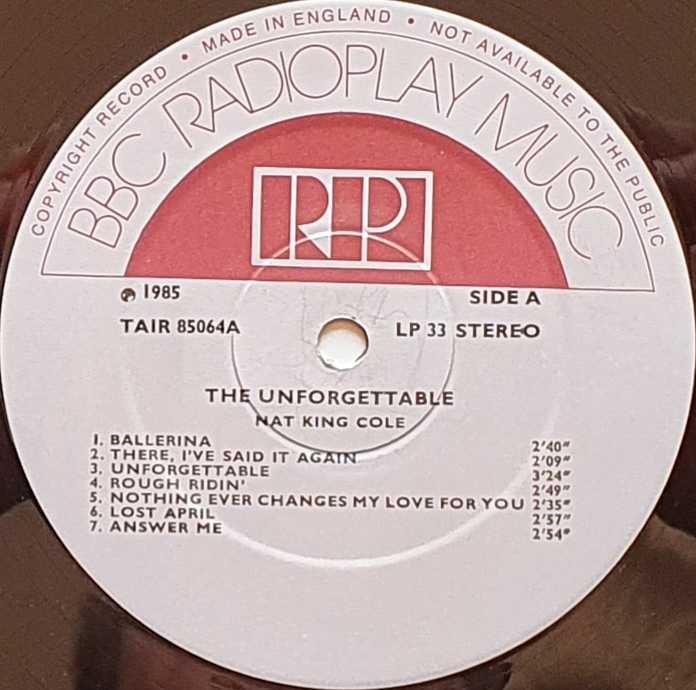 COPYRIGHT RECORD • MADE IN ENGLAND • NOT AVAILABLE TO THE PUBLIC
BBC RADIOPLAY MUSIC
RP
℗ 1985 SIDE A
TAIR 85064A LP 33 STEREO
THE UNFORGETTABLE
NAT KING COLE
1. BALLERINA 2'40"
2. THERE, I'VE SAID IT AGAIN 2'09"
3. UNFORGETTABLE 3'24"
4. ROUGH RIDIN' 2'49"
5. NOTHING EVER CHANGES MY LOVE FOR YOU 2'35"
6. LOST APRIL 2'57"
7. ANSWER ME 2'54"